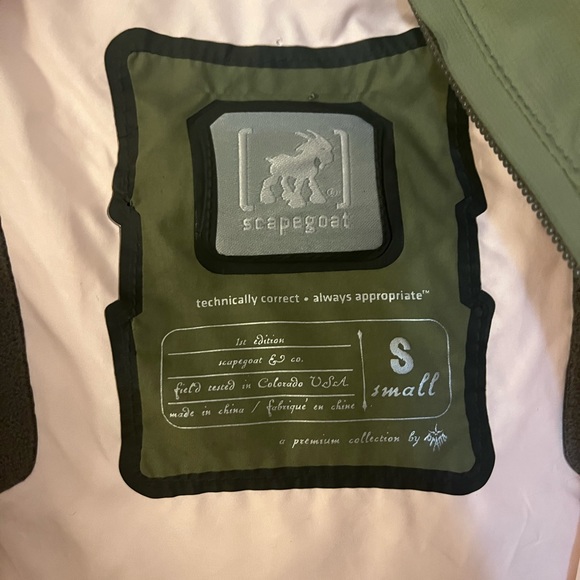 ®
scapegoat
technically correct • always appropriate™
1st edition
scapegoat & co.
field tested in Colorado USA
made in china / fabriqué en chine
S
small
a premium collection by